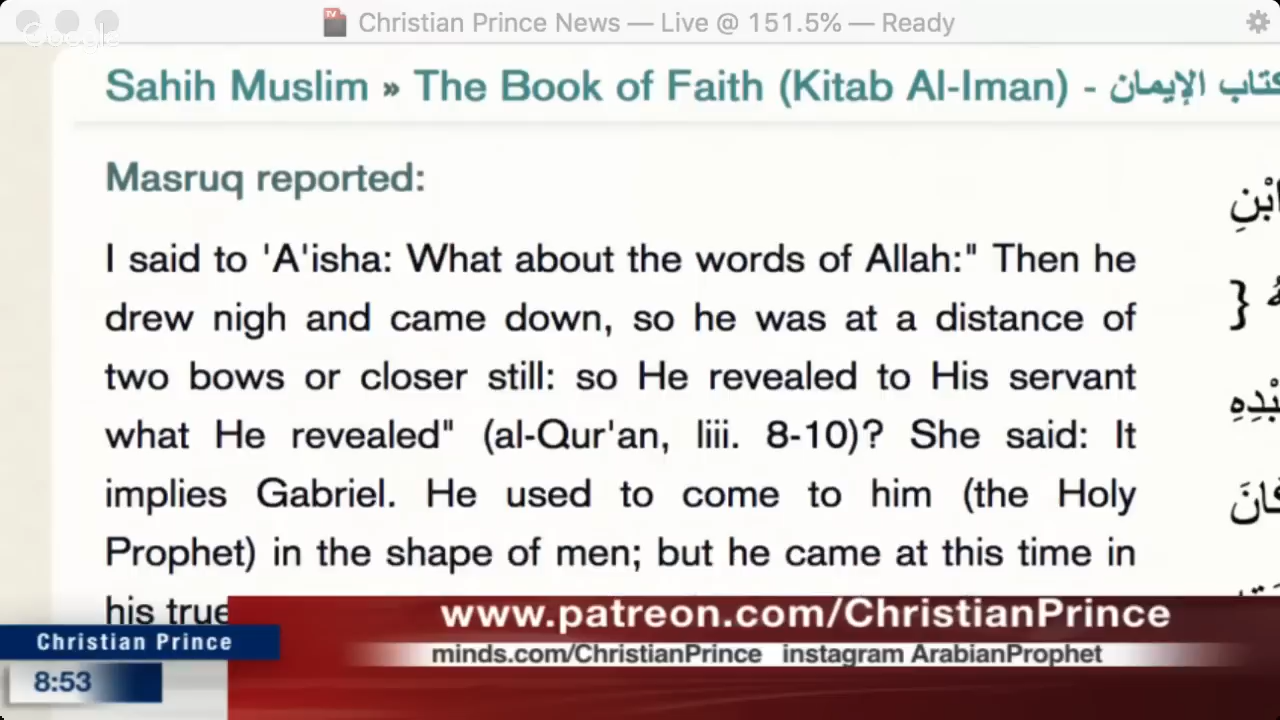 Christian Prince News — Live @ 151.5% — Ready
Google
Sahih Muslim » The Book of Faith (Kitab Al-Iman) - كتاب الإيمان
Masruq reported:
I said to 'A'isha: What about the words of Allah:" Then he
drew nigh and came down, so he was at a distance of
two bows or closer still: so He revealed to His servant
what He revealed" (al-Qur'an, liii. 8-10)? She said: It
implies Gabriel. He used to come to him (the Holy
Prophet) in the shape of men; but he came at this time in
his true
ابْنِ
www.patreon.com/ChristianPrince
Christian Prince
minds.com/ChristianPrince instagram ArabianProphet
8:53